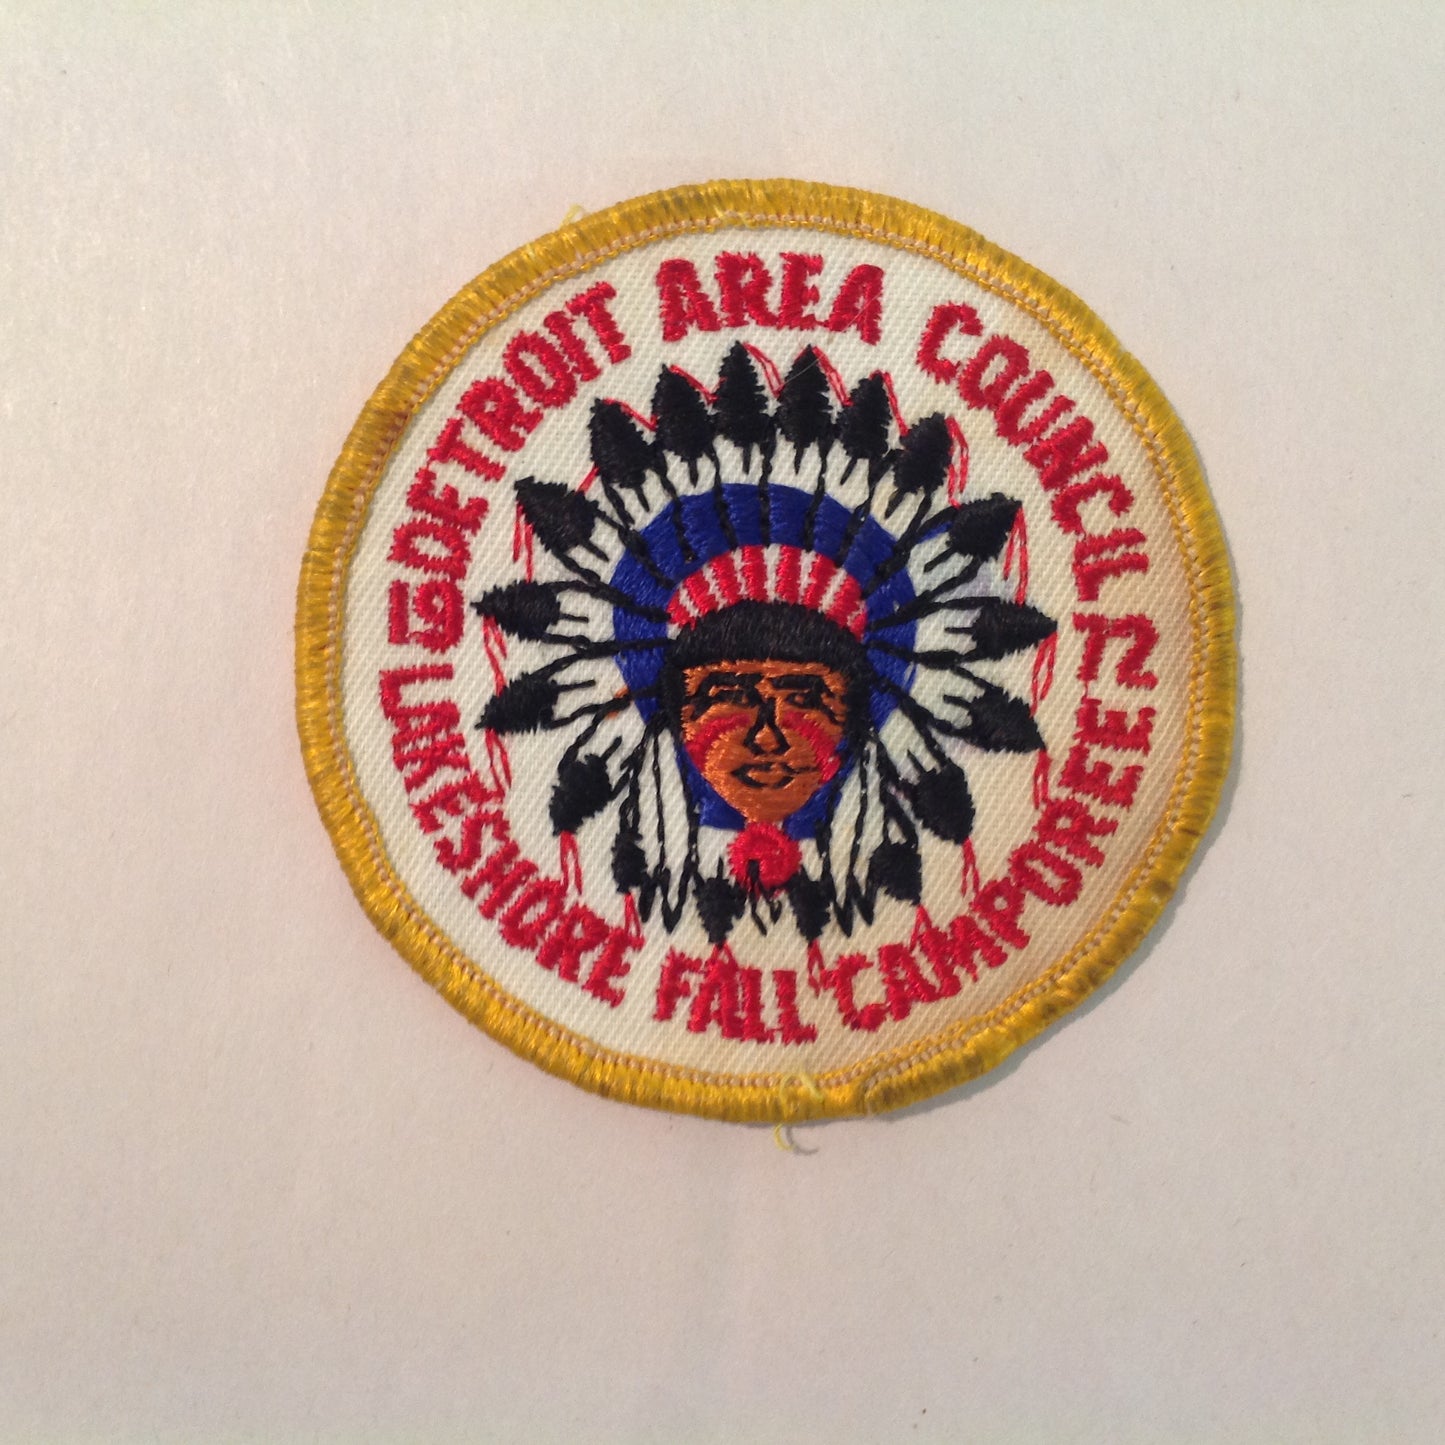 DETROIT AREA COUNCIL
19 72
LAKESHORE FALL CAMPOREE